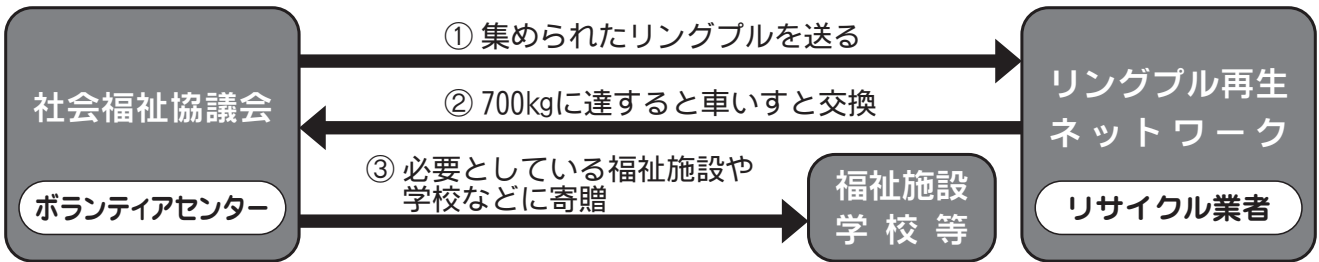 社会福祉協議会
ボランティアセンター
① 集められたリングプルを送る
② 700kgに達すると車いすと交換
③ 必要としている福祉施設や
学校などに寄贈
福祉施設
学校等
リングプル再生
ネットワーク
リサイクル業者